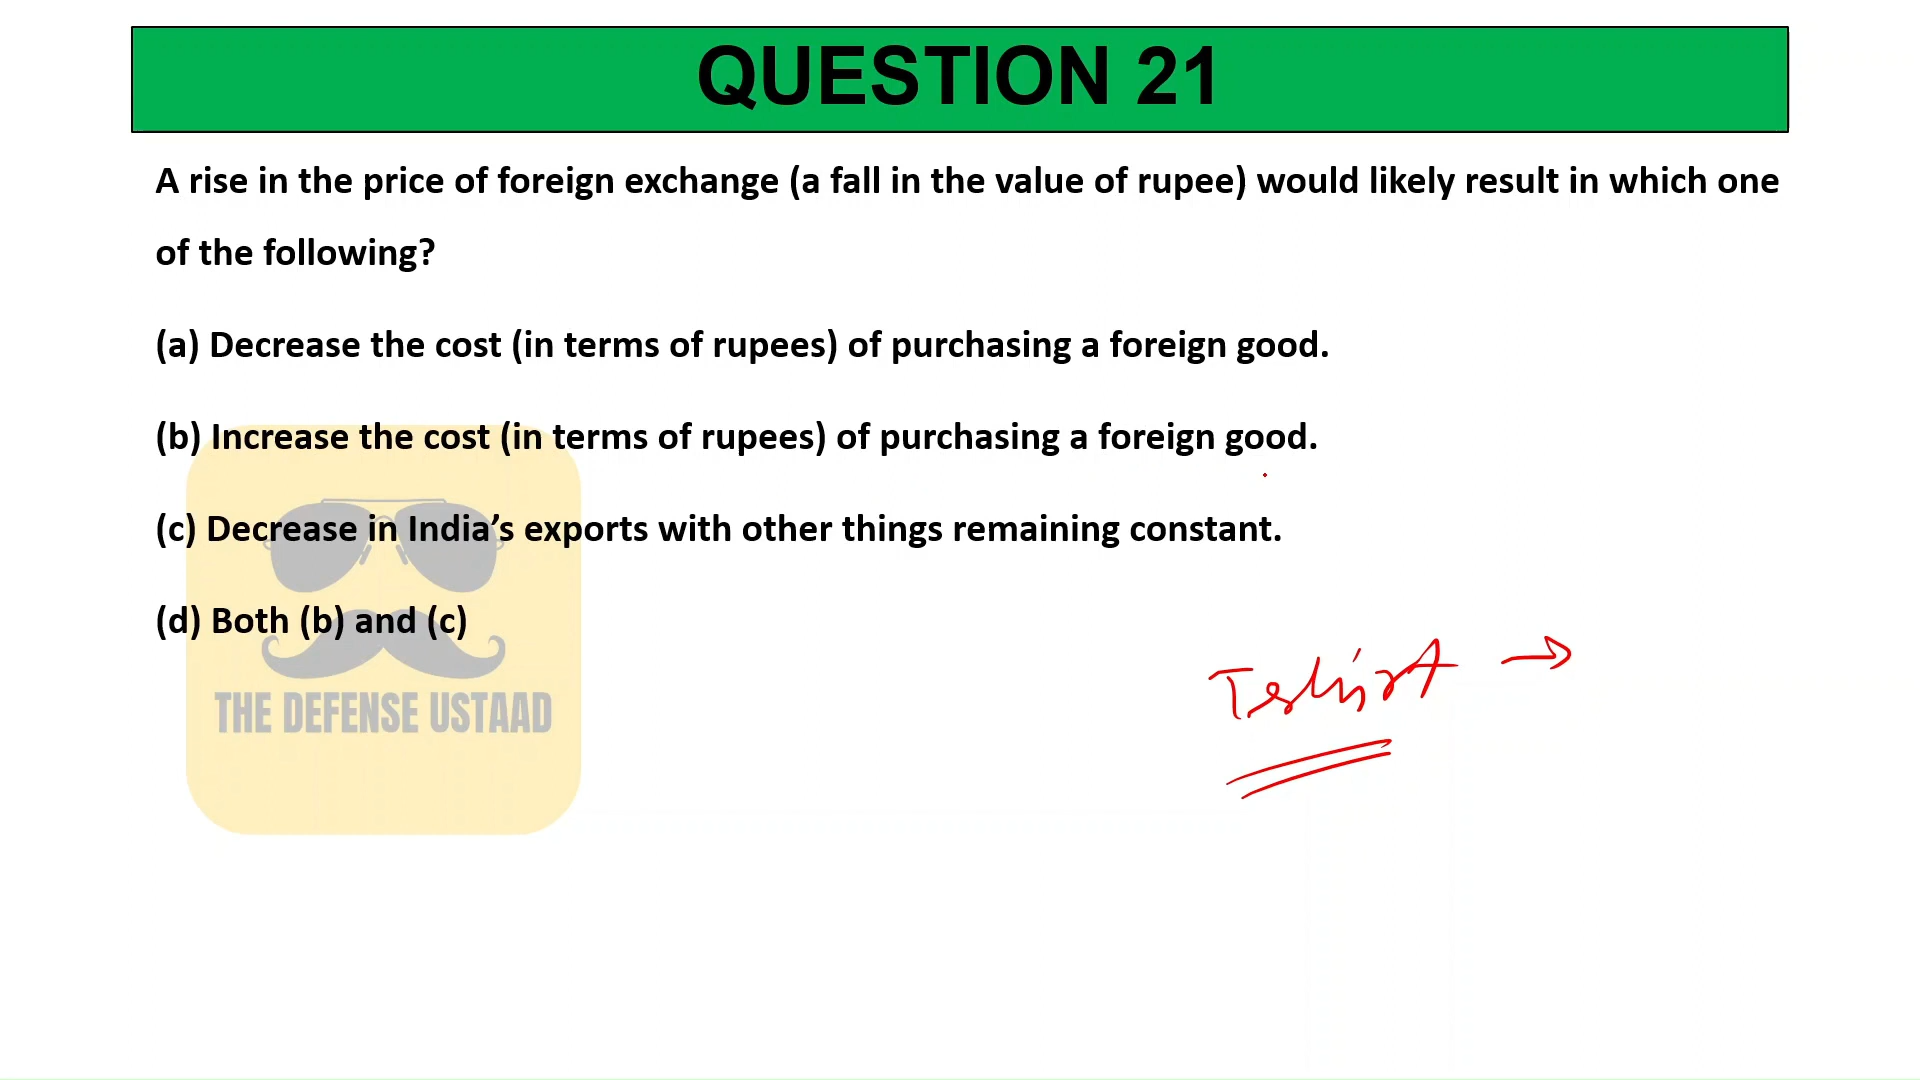 QUESTION 21
A rise in the price of foreign exchange (a fall in the value of rupee) would likely result in which one
of the following?
(a) Decrease the cost (in terms of rupees) of purchasing a foreign good.
(b) Increase the cost (in terms of rupees) of purchasing a foreign good.
(c) Decrease in India’s exports with other things remaining constant.
(d) Both (b) and (c)
Tshirt →
THE DEFENSE USTAAD